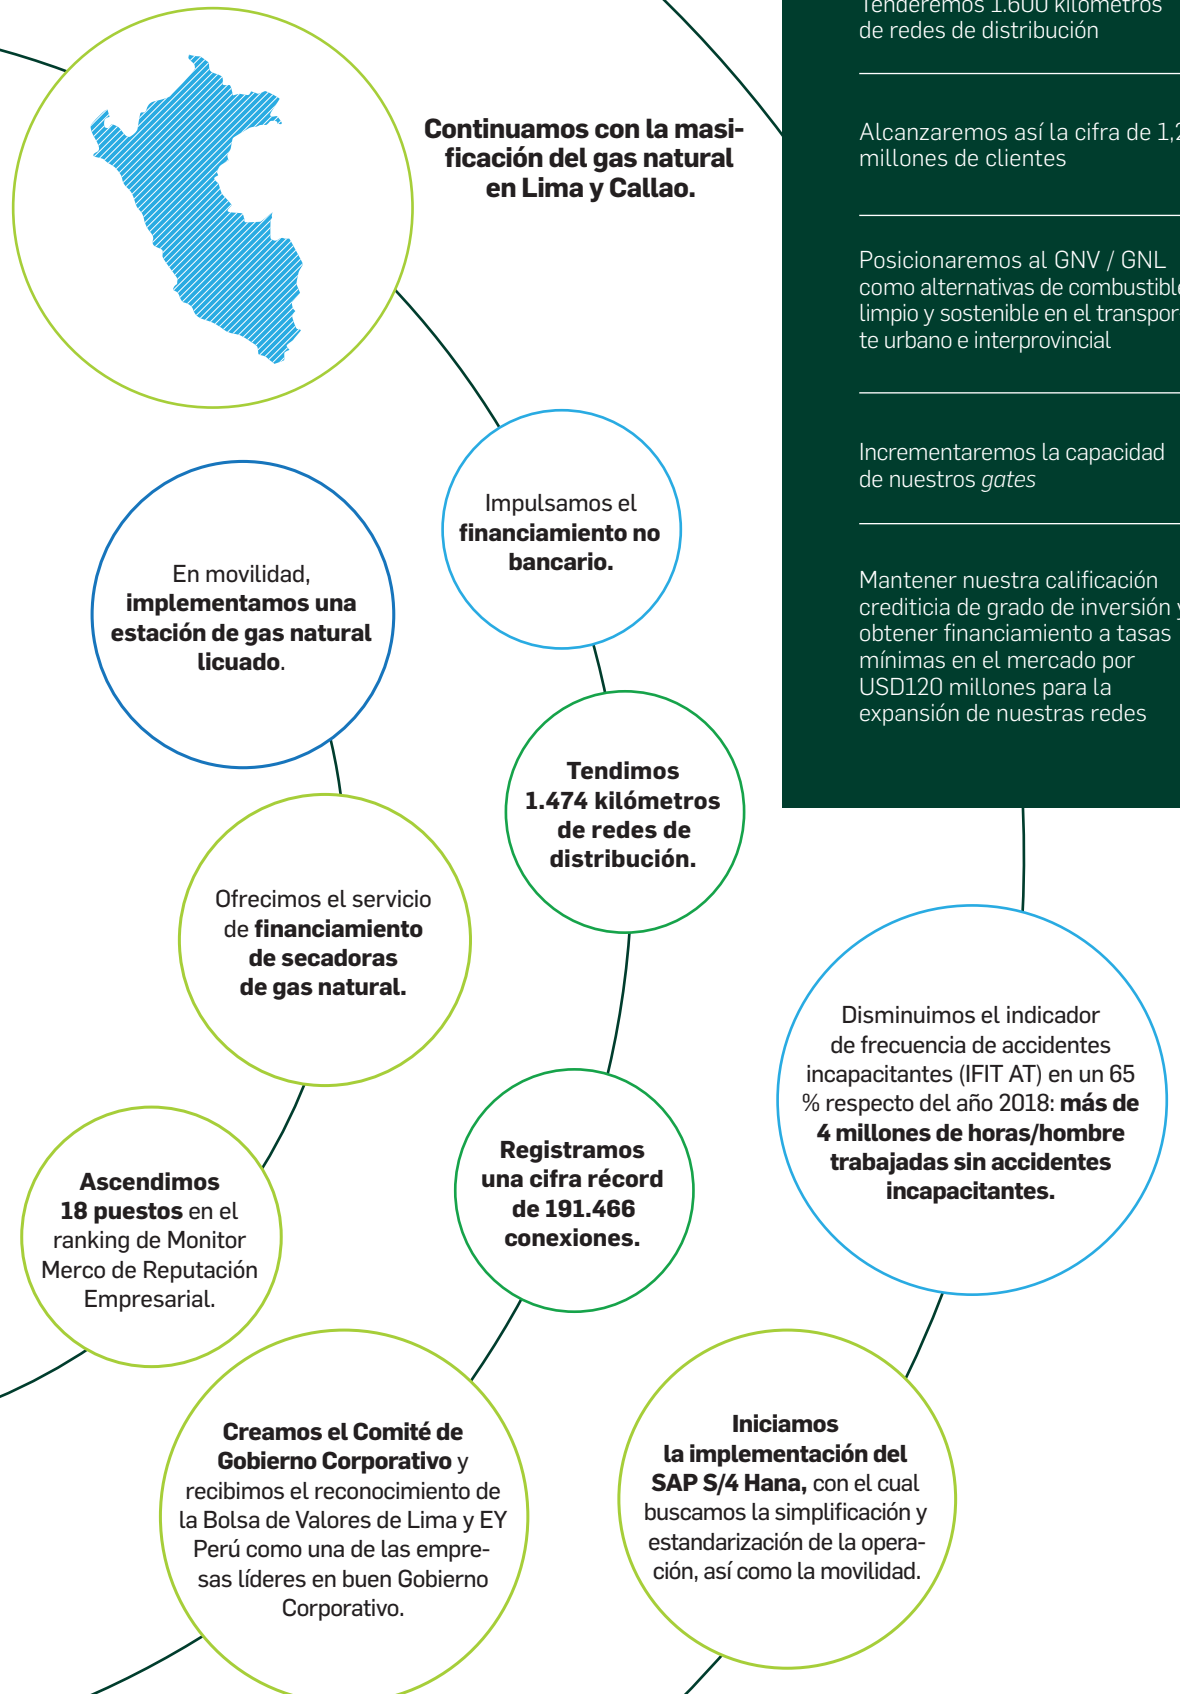 Continuamos con la masi-
ficación del gas natural
en Lima y Callao.
Impulsamos el
financiamiento no
bancario.
En movilidad,
implementamos una
estación de gas natural
licuado.
Tendimos
1.474 kilómetros
de redes de
distribución.
Ofrecimos el servicio
de financiamiento
de secadoras
de gas natural.
Registramos
una cifra récord
de 191.466
conexiones.
Ascendimos
18 puestos en el
ranking de Monitor
Merco de Reputación
Empresarial.
Creamos el Comité de
Gobierno Corporativo y
recibimos el reconocimiento de
la Bolsa de Valores de Lima y EY
Perú como una de las empre-
sas líderes en buen Gobierno
Corporativo.
Tenderemos 1.600 kilómetros
de redes de distribución
Alcanzaremos así la cifra de 1,2
millones de clientes
Posicionaremos al GNV / GNL
como alternativas de combustible
limpio y sostenible en el transpor
te urbano e interprovincial
Incrementaremos la capacidad
de nuestros gates
Mantener nuestra calificación
crediticia de grado de inversión y
obtener financiamiento a tasas
mínimas en el mercado por
USD120 millones para la
expansión de nuestras redes
Disminuimos el indicador
de frecuencia de accidentes
incapacitantes (IFIT AT) en un 65
% respecto del año 2018: más de
4 millones de horas/hombre
trabajadas sin accidentes
incapacitantes.
Iniciamos
la implementación del
SAP S/4 Hana, con el cual
buscamos la simplificación y
estandarización de la opera-
ción, así como la movilidad.